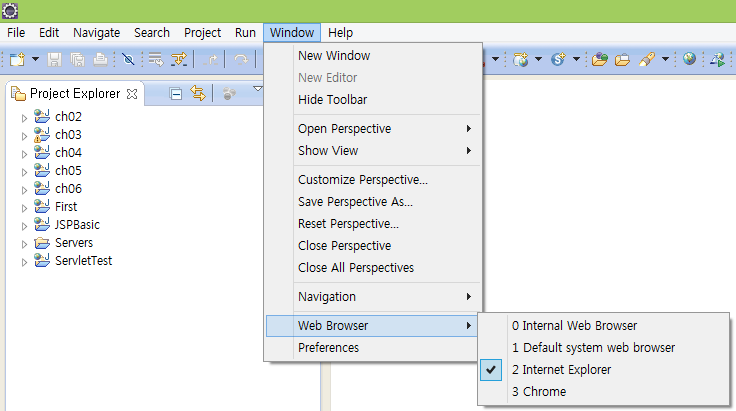 File Edit Navigate Search Project Run Window Help
Project Explorer
ch02
ch03
ch04
ch05
ch06
First
JSPBasic
Servers
ServletTest
New Window
New Editor
Hide Toolbar
Open Perspective
Show View
Customize Perspective...
Save Perspective As...
Reset Perspective...
Close Perspective
Close All Perspectives
Navigation
Web Browser
Preferences
0 Internal Web Browser
1 Default system web browser
2 Internet Explorer
3 Chrome